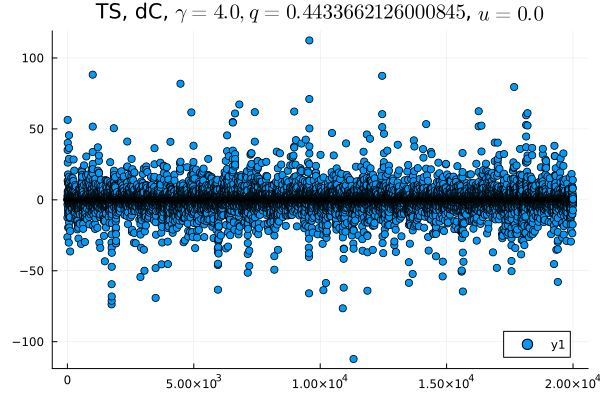 TS, dC, γ = 4.0, q = 0.4433662126000845, u = 0.0
100
50
0
−50
−100
y1
0 5.00×10³ 1.00×10⁴ 1.50×10⁴ 2.00×10⁴